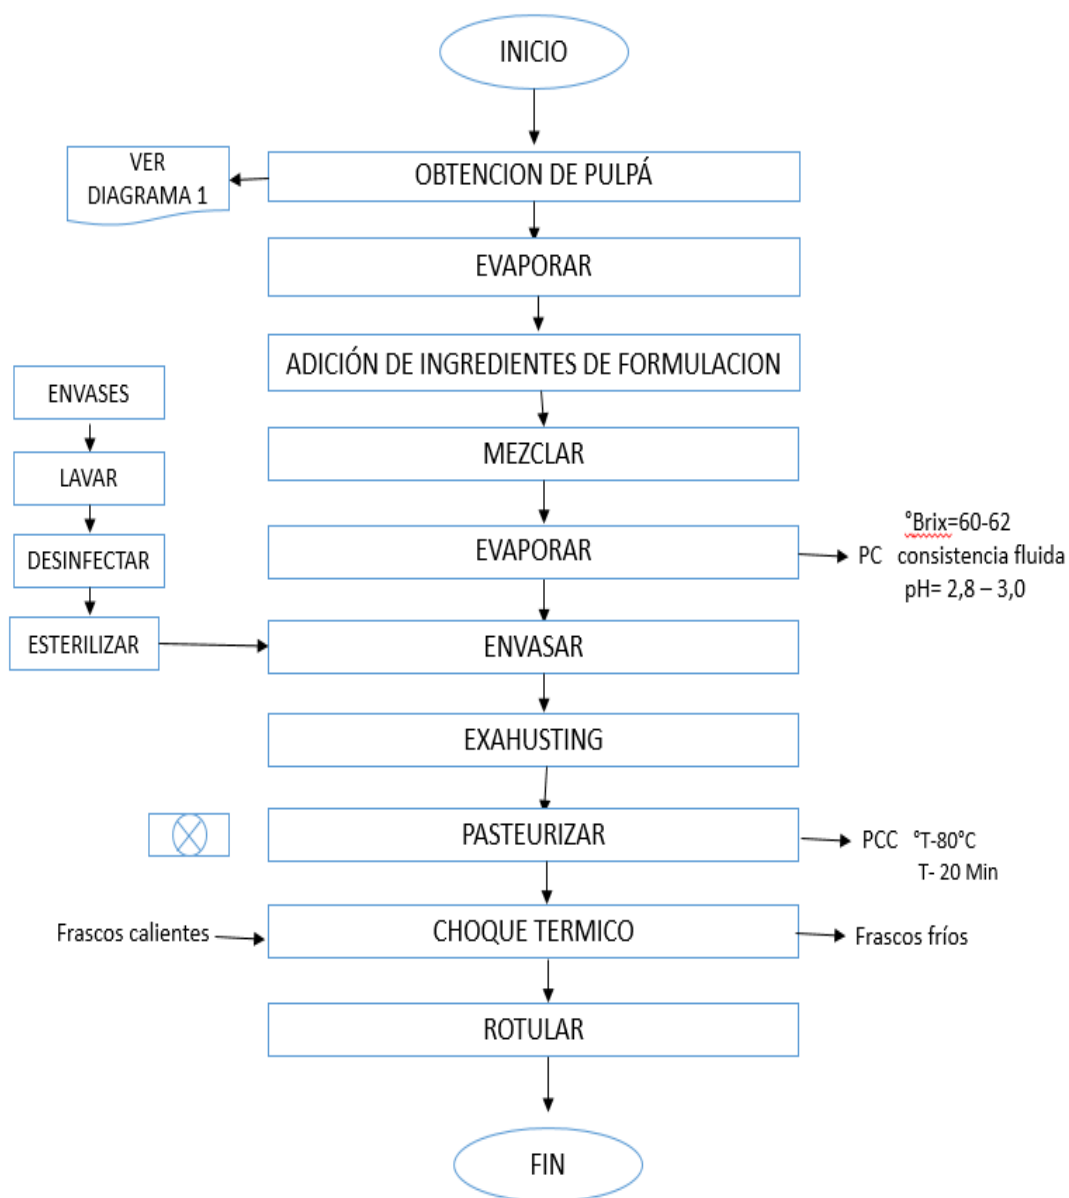 INICIO
VER
DIAGRAMA 1
OBTENCION DE PULPÁ
EVAPORAR
ADICIÓN DE INGREDIENTES DE FORMULACION
ENVASES
MEZCLAR
LAVAR
°Brix=60-62
EVAPORAR
PC consistencia fluida
DESINFECTAR
pH= 2,8 – 3,0
ESTERILIZAR
ENVASAR
EXAHUSTING
PASTEURIZAR
PCC °T-80°C
T- 20 Min
Frascos calientes
CHOQUE TERMICO
Frascos fríos
ROTULAR
FIN